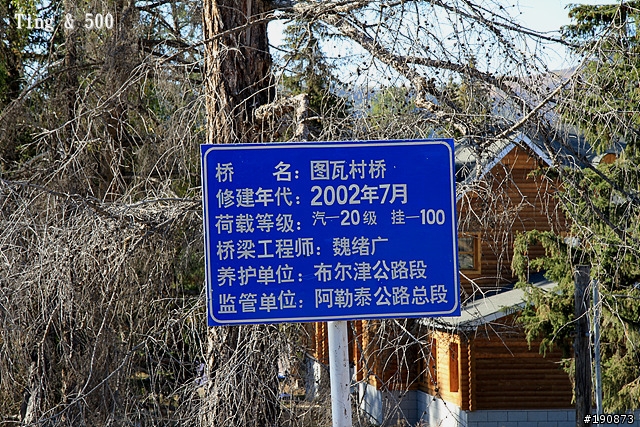 Ting & 500
桥 名：图瓦村桥
修建年代：2002年7月
荷载等级：汽—20级 挂—100
桥梁工程师：魏绪广
养护单位：布尔津公路段
监管单位：阿勒泰公路总段
#190873